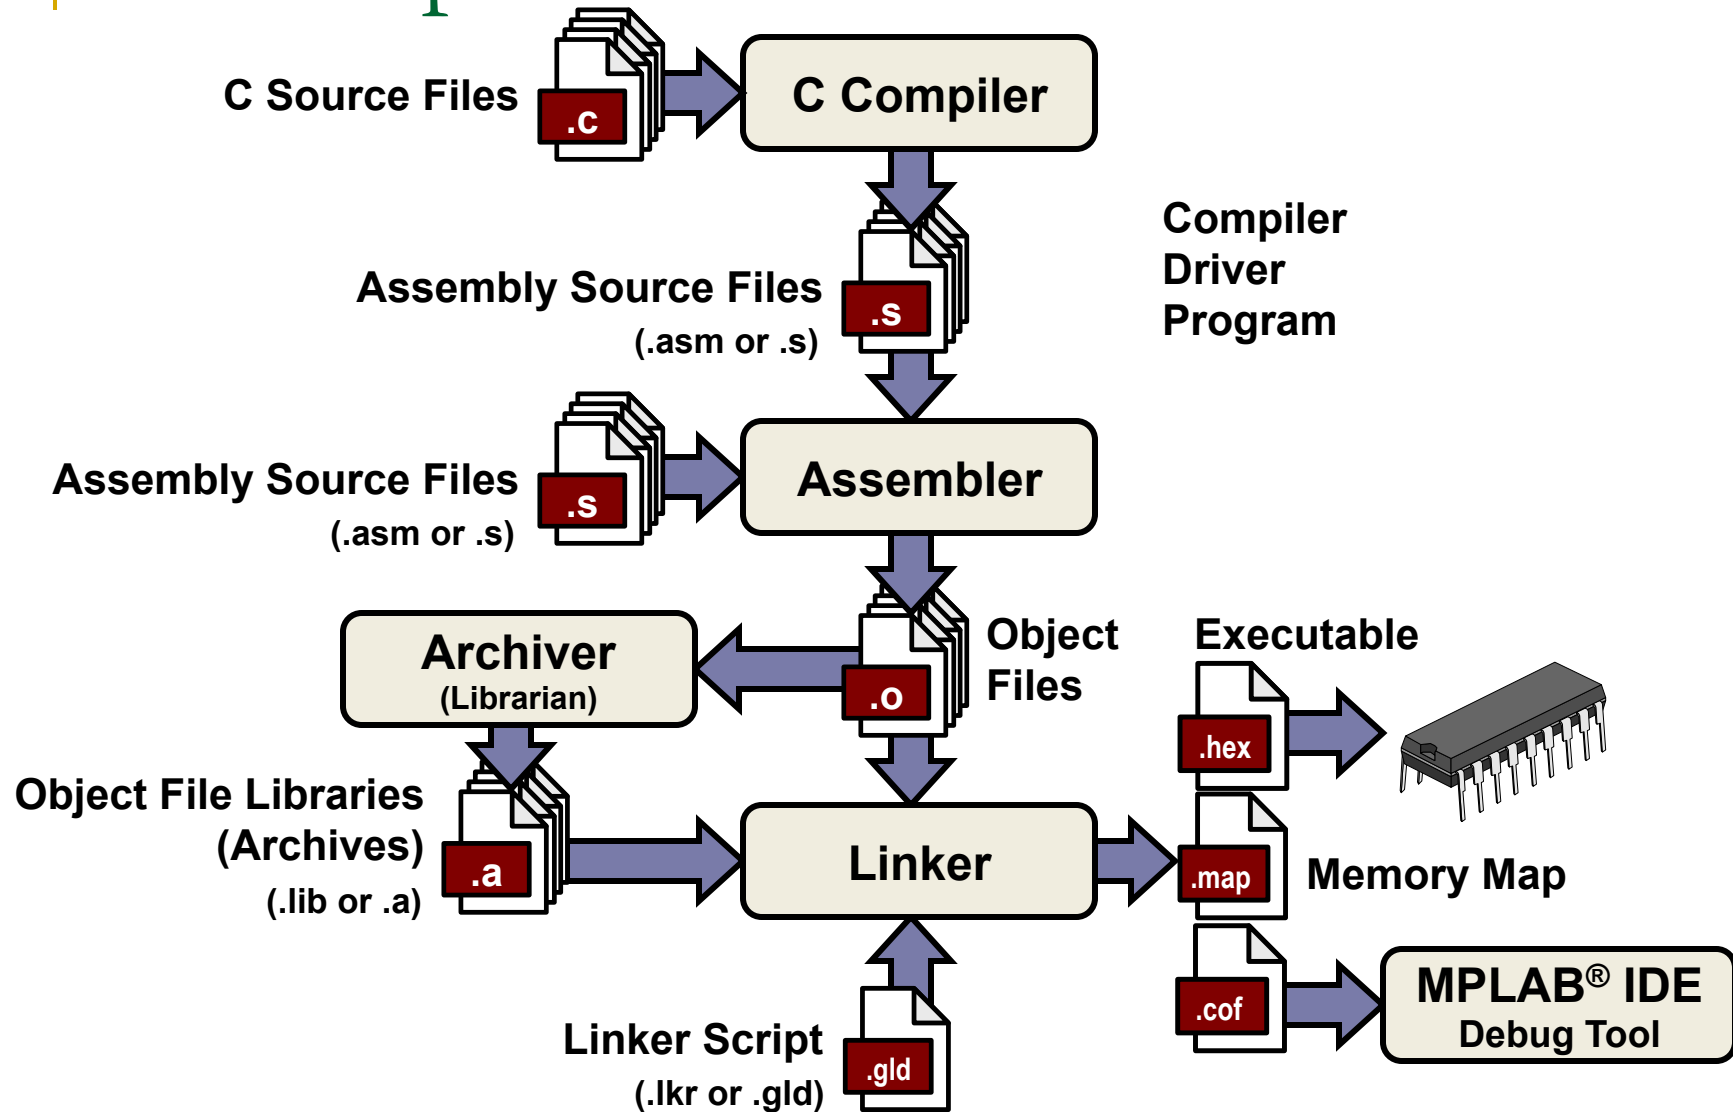 C Source Files
.c
C Compiler
Compiler
Driver
Program
Assembly Source Files
(.asm or .s)
.s
Assembly Source Files
(.asm or .s)
.s
Assembler
Archiver
(Librarian)
.o
Object
Files
Executable
.hex
Object File Libraries
(Archives)
(.lib or .a)
.a
Linker
.map
Memory Map
.cof
MPLAB® IDE
Debug Tool
Linker Script
(.lkr or .gld)
.gld